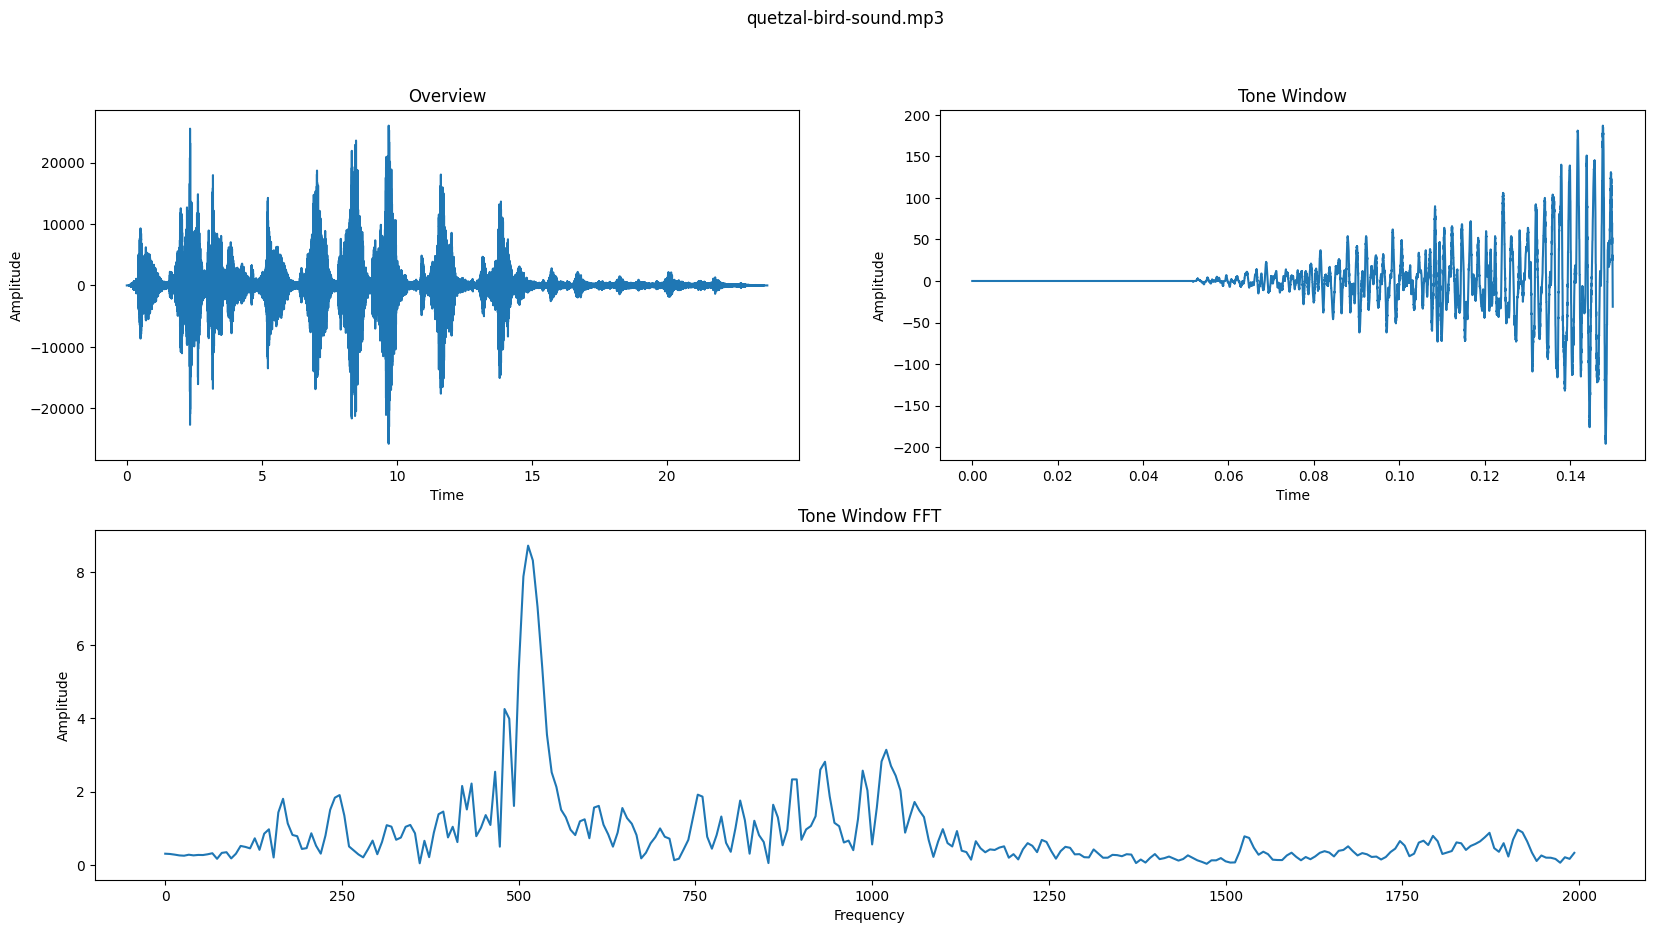 quetzal-bird-sound.mp3
Overview
20000
10000
0
−10000
−20000
Amplitude
0 5 10 15 20
Time
Tone Window
200
150
100
50
0
−50
−100
−150
−200
Amplitude
0.00 0.02 0.04 0.06 0.08 0.10 0.12 0.14
Time
Tone Window FFT
8
6
4
2
0
Amplitude
0 250 500 750 1000 1250 1500 1750 2000
Frequency